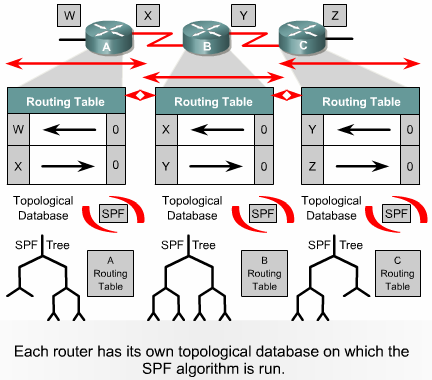 W X Y Z
A B C
Routing Table Routing Table Routing Table
W 0 X 0 Y 0
X 0 Y 0 Z 0
Topological Database SPF Topological Database SPF Topological Database SPF
SPF Tree SPF Tree SPF Tree
A Routing Table B Routing Table C Routing Table
Each router has its own topological database on which the
SPF algorithm is run.